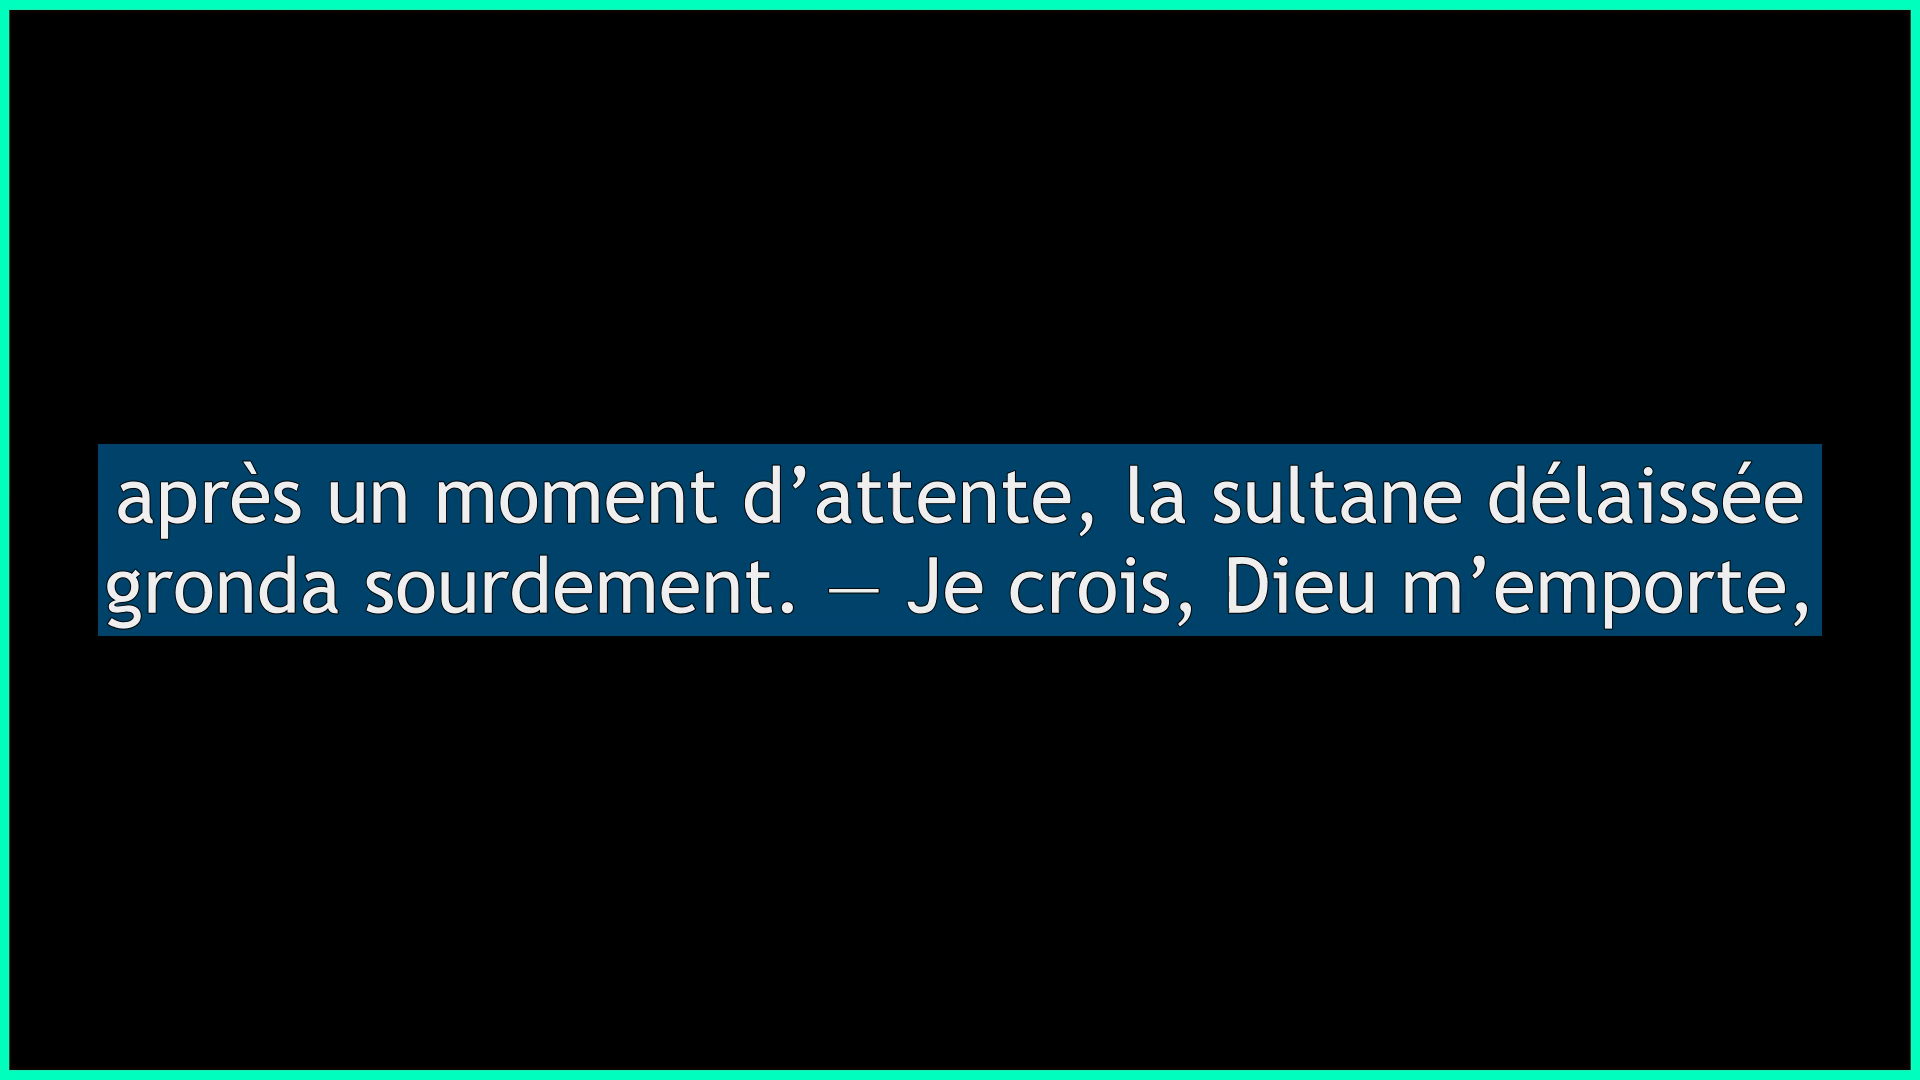 après un moment d’attente, la sultane délaissée
gronda sourdement. — Je crois, Dieu m’emporte,